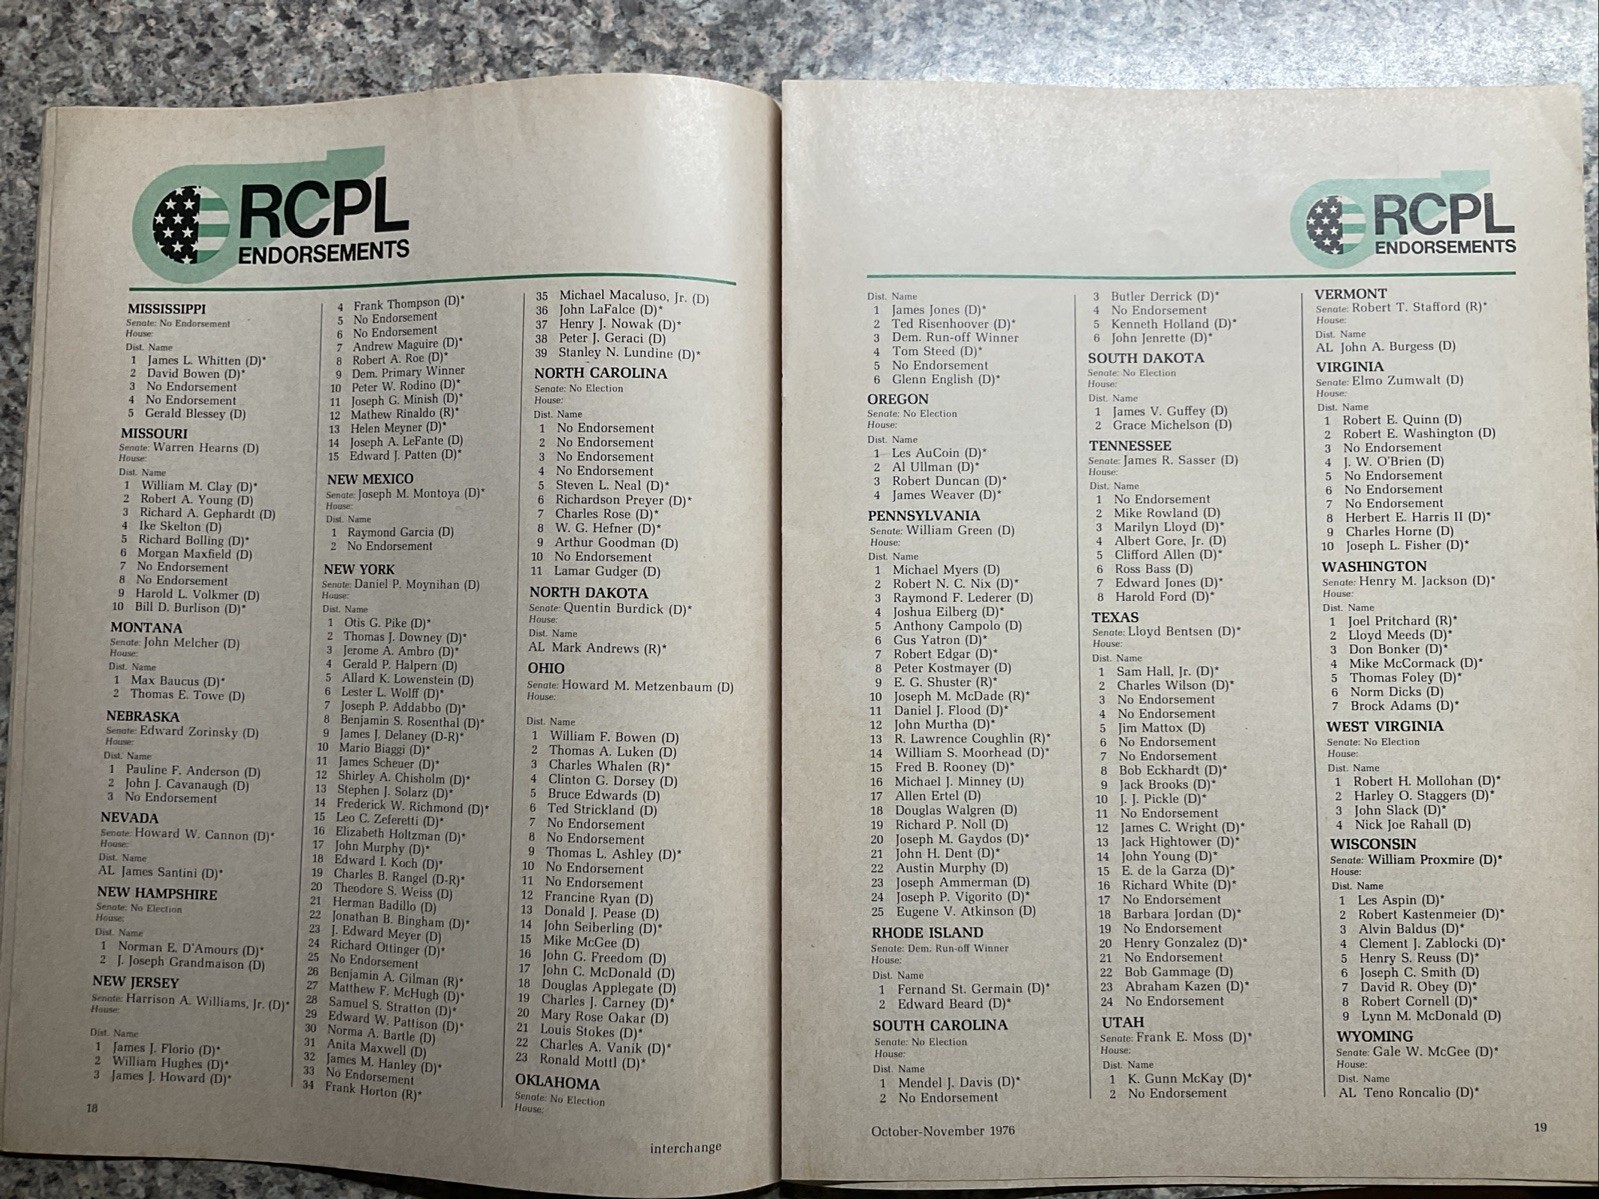 RCPL
ENDORSEMENTS
MISSISSIPPI
Senate: No Endorsement
House:
Dist. Name
1 James L. Whitten (D)*
2 David Bowen (D)*
3 No Endorsement
4 No Endorsement
5 Gerald Blessey (D)
MISSOURI
Senate: Warren Hearns (D)
House:
Dist. Name
1 William M. Clay (D)*
2 Robert A. Young (D)
3 Richard A. Gephardt (D)
4 Ike Skelton (D)
5 Richard Bolling (D)*
6 Morgan Maxfield (D)
7 No Endorsement
8 No Endorsement
9 Harold L. Volkmer (D)
10 Bill D. Burlison (D)*
MONTANA
Senate: John Melcher (D)
House:
Dist. Name
1 Max Baucus (D)*
2 Thomas E. Towe (D)
NEBRASKA
Senate: Edward Zorinsky (D)
House:
Dist. Name
1 Pauline F. Anderson (D)
2 John J. Cavanaugh (D)
3 No Endorsement
NEVADA
Senate: Howard W. Cannon (D)*
House:
Dist. Name
AL James Santini (D)*
NEW HAMPSHIRE
Senate: No Election
House:
Dist. Name
1 Norman E. D'Amours (D)*
2 J. Joseph Grandmaison (D)
NEW JERSEY
Senate: Harrison A. Williams, Jr. (D)*
House:
Dist. Name
1 James J. Florio (D)*
2 William Hughes (D)*
3 James J. Howard (D)*
4 Frank Thompson (D)*
5 No Endorsement
6 No Endorsement
7 Andrew Maguire (D)*
8 Robert A. Roe (D)*
9 Dem. Primary Winner
10 Peter W. Rodino (D)*
11 Joseph G. Minish (D)*
12 Mathew Rinaldo (R)*
13 Helen Meyner (D)*
14 Joseph A. LeFante (D)
15 Edward J. Patten (D)*
NEW MEXICO
Senate: Joseph M. Montoya (D)*
House:
Dist. Name
1 Raymond Garcia (D)
2 No Endorsement
NEW YORK
Senate: Daniel P. Moynihan (D)
House:
Dist. Name
1 Otis G. Pike (D)*
2 Thomas J. Downey (D)*
3 Jerome A. Ambro (D)*
4 Gerald P. Halpern (D)
5 Allard K. Lowenstein (D)
6 Lester L. Wolff (D)*
7 Joseph P. Addabbo (D)*
8 Benjamin S. Rosenthal (D)*
9 James J. Delaney (D-R)*
10 Mario Biaggi (D)*
11 James Scheuer (D)*
12 Shirley A. Chisholm (D)*
13 Stephen J. Solarz (D)*
14 Frederick W. Richmond (D)*
15 Leo C. Zeferetti (D)*
16 Elizabeth Holtzman (D)*
17 John Murphy (D)*
18 Edward I. Koch (D)*
19 Charles B. Rangel (D-R)*
20 Theodore S. Weiss (D)
21 Herman Badillo (D)
22 Jonathan B. Bingham (D)*
23 J. Edward Meyer (D)
24 Richard Ottinger (D)*
25 No Endorsement
26 Benjamin A. Gilman (R)*
27 Matthew F. McHugh (D)*
28 Samuel S. Stratton (D)*
29 Edward W. Pattison (D)*
30 Norma A. Bartle (D)
31 Anita Maxwell (D)
32 James M. Hanley (D)*
33 No Endorsement
34 Frank Horton (R)*
35 Michael Macaluso, Jr. (D)
36 John LaFalce (D)*
37 Henry J. Nowak (D)*
38 Peter J. Geraci (D)
39 Stanley N. Lundine (D)*
NORTH CAROLINA
Senate: No Election
House:
Dist. Name
1 No Endorsement
2 No Endorsement
3 No Endorsement
4 No Endorsement
5 Steven L. Neal (D)*
6 Richardson Preyer (D)*
7 Charles Rose (D)*
8 W. G. Hefner (D)*
9 Arthur Goodman (D)
10 No Endorsement
11 Lamar Gudger (D)
NORTH DAKOTA
Senate: Quentin Burdick (D)*
House:
Dist. Name
AL Mark Andrews (R)*
OHIO
Senate: Howard M. Metzenbaum (D)
House:
Dist. Name
1 William F. Bowen (D)
2 Thomas A. Luken (D)
3 Charles Whalen (R)*
4 Clinton G. Dorsey (D)
5 Bruce Edwards (D)
6 Ted Strickland (D)
7 No Endorsement
8 No Endorsement
9 Thomas L. Ashley (D)*
10 No Endorsement
11 No Endorsement
12 Francine Ryan (D)
13 Donald J. Pease (D)
14 John Seiberling (D)*
15 Mike McGee (D)
16 John G. Freedom (D)
17 John C. McDonald (D)
18 Douglas Applegate (D)
19 Charles J. Carney (D)*
20 Mary Rose Oakar (D)
21 Louis Stokes (D)*
22 Charles A. Vanik (D)*
23 Ronald Mottl (D)*
OKLAHOMA
Senate: No Election
House:
18
interchange
RCPL
ENDORSEMENTS
Dist. Name
1 James Jones (D)*
2 Ted Risenhoover (D)*
3 Dem. Run-off Winner
4 Tom Steed (D)*
5 No Endorsement
6 Glenn English (D)*
OREGON
Senate: No Election
House:
Dist. Name
1 Les AuCoin (D)*
2 Al Ullman (D)*
3 Robert Duncan (D)*
4 James Weaver (D)*
PENNSYLVANIA
Senate: William Green (D)
House:
Dist. Name
1 Michael Myers (D)
2 Robert N. C. Nix (D)*
3 Raymond F. Lederer (D)
4 Joshua Eilberg (D)*
5 Anthony Campolo (D)
6 Gus Yatron (D)*
7 Robert Edgar (D)*
8 Peter Kostmayer (D)
9 E. G. Shuster (R)*
10 Joseph M. McDade (R)*
11 Daniel J. Flood (D)*
12 John Murtha (D)*
13 R. Lawrence Coughlin (R)*
14 William S. Moorhead (D)*
15 Fred B. Rooney (D)*
16 Michael J. Minney (D)
17 Allen Ertel (D)
18 Douglas Walgren (D)
19 Richard P. Noll (D)
20 Joseph M. Gaydos (D)*
21 John H. Dent (D)*
22 Austin Murphy (D)
23 Joseph Ammerman (D)
24 Joseph P. Vigorito (D)*
25 Eugene V. Atkinson (D)
RHODE ISLAND
Senate: Dem. Run-off Winner
House:
Dist. Name
1 Fernand St. Germain (D)*
2 Edward Beard (D)*
SOUTH CAROLINA
Senate: No Election
House:
Dist. Name
1 Mendel J. Davis (D)*
2 No Endorsement
3 Butler Derrick (D)*
4 No Endorsement
5 Kenneth Holland (D)*
6 John Jenrette (D)*
SOUTH DAKOTA
Senate: No Election
House:
Dist. Name
1 James V. Guffey (D)
2 Grace Michelson (D)
TENNESSEE
Senate: James R. Sasser (D)
House:
Dist. Name
1 No Endorsement
2 Mike Rowland (D)
3 Marilyn Lloyd (D)*
4 Albert Gore, Jr. (D)
5 Clifford Allen (D)*
6 Ross Bass (D)
7 Edward Jones (D)*
8 Harold Ford (D)*
TEXAS
Senate: Lloyd Bentsen (D)*
House:
Dist. Name
1 Sam Hall, Jr. (D)*
2 Charles Wilson (D)*
3 No Endorsement
4 No Endorsement
5 Jim Mattox (D)
6 No Endorsement
7 No Endorsement
8 Bob Eckhardt (D)*
9 Jack Brooks (D)*
10 J. J. Pickle (D)*
11 No Endorsement
12 James C. Wright (D)*
13 Jack Hightower (D)*
14 John Young (D)*
15 E. de la Garza (D)*
16 Richard White (D)*
17 No Endorsement
18 Barbara Jordan (D)*
19 No Endorsement
20 Henry Gonzalez (D)*
21 No Endorsement
22 Bob Gammage (D)
23 Abraham Kazen (D)*
24 No Endorsement
UTAH
Senate: Frank E. Moss (D)*
House:
Dist. Name
1 K. Gunn McKay (D)*
2 No Endorsement
VERMONT
Senate: Robert T. Stafford (R)*
House:
Dist. Name
AL John A. Burgess (D)
VIRGINIA
Senate: Elmo Zumwalt (D)
House:
Dist. Name
1 Robert E. Quinn (D)
2 Robert E. Washington (D)
3 No Endorsement
4 J. W. O'Brien (D)
5 No Endorsement
6 No Endorsement
7 No Endorsement
8 Herbert E. Harris II (D)*
9 Charles Horne (D)
10 Joseph L. Fisher (D)*
WASHINGTON
Senate: Henry M. Jackson (D)*
House:
Dist. Name
1 Joel Pritchard (R)*
2 Lloyd Meeds (D)*
3 Don Bonker (D)*
4 Mike McCormack (D)*
5 Thomas Foley (D)*
6 Norm Dicks (D)
7 Brock Adams (D)*
WEST VIRGINIA
Senate: No Election
House:
Dist. Name
1 Robert H. Mollohan (D)*
2 Harley O. Staggers (D)*
3 John Slack (D)*
4 Nick Joe Rahall (D)
WISCONSIN
Senate: William Proxmire (D)*
House:
Dist. Name
1 Les Aspin (D)*
2 Robert Kastenmeier (D)*
3 Alvin Baldus (D)*
4 Clement J. Zablocki (D)*
5 Henry S. Reuss (D)*
6 Joseph C. Smith (D)
7 David R. Obey (D)*
8 Robert Cornell (D)*
9 Lynn M. McDonald (D)
WYOMING
Senate: Gale W. McGee (D)*
House:
Dist. Name
AL Teno Roncalio (D)*
October-November 1976
19